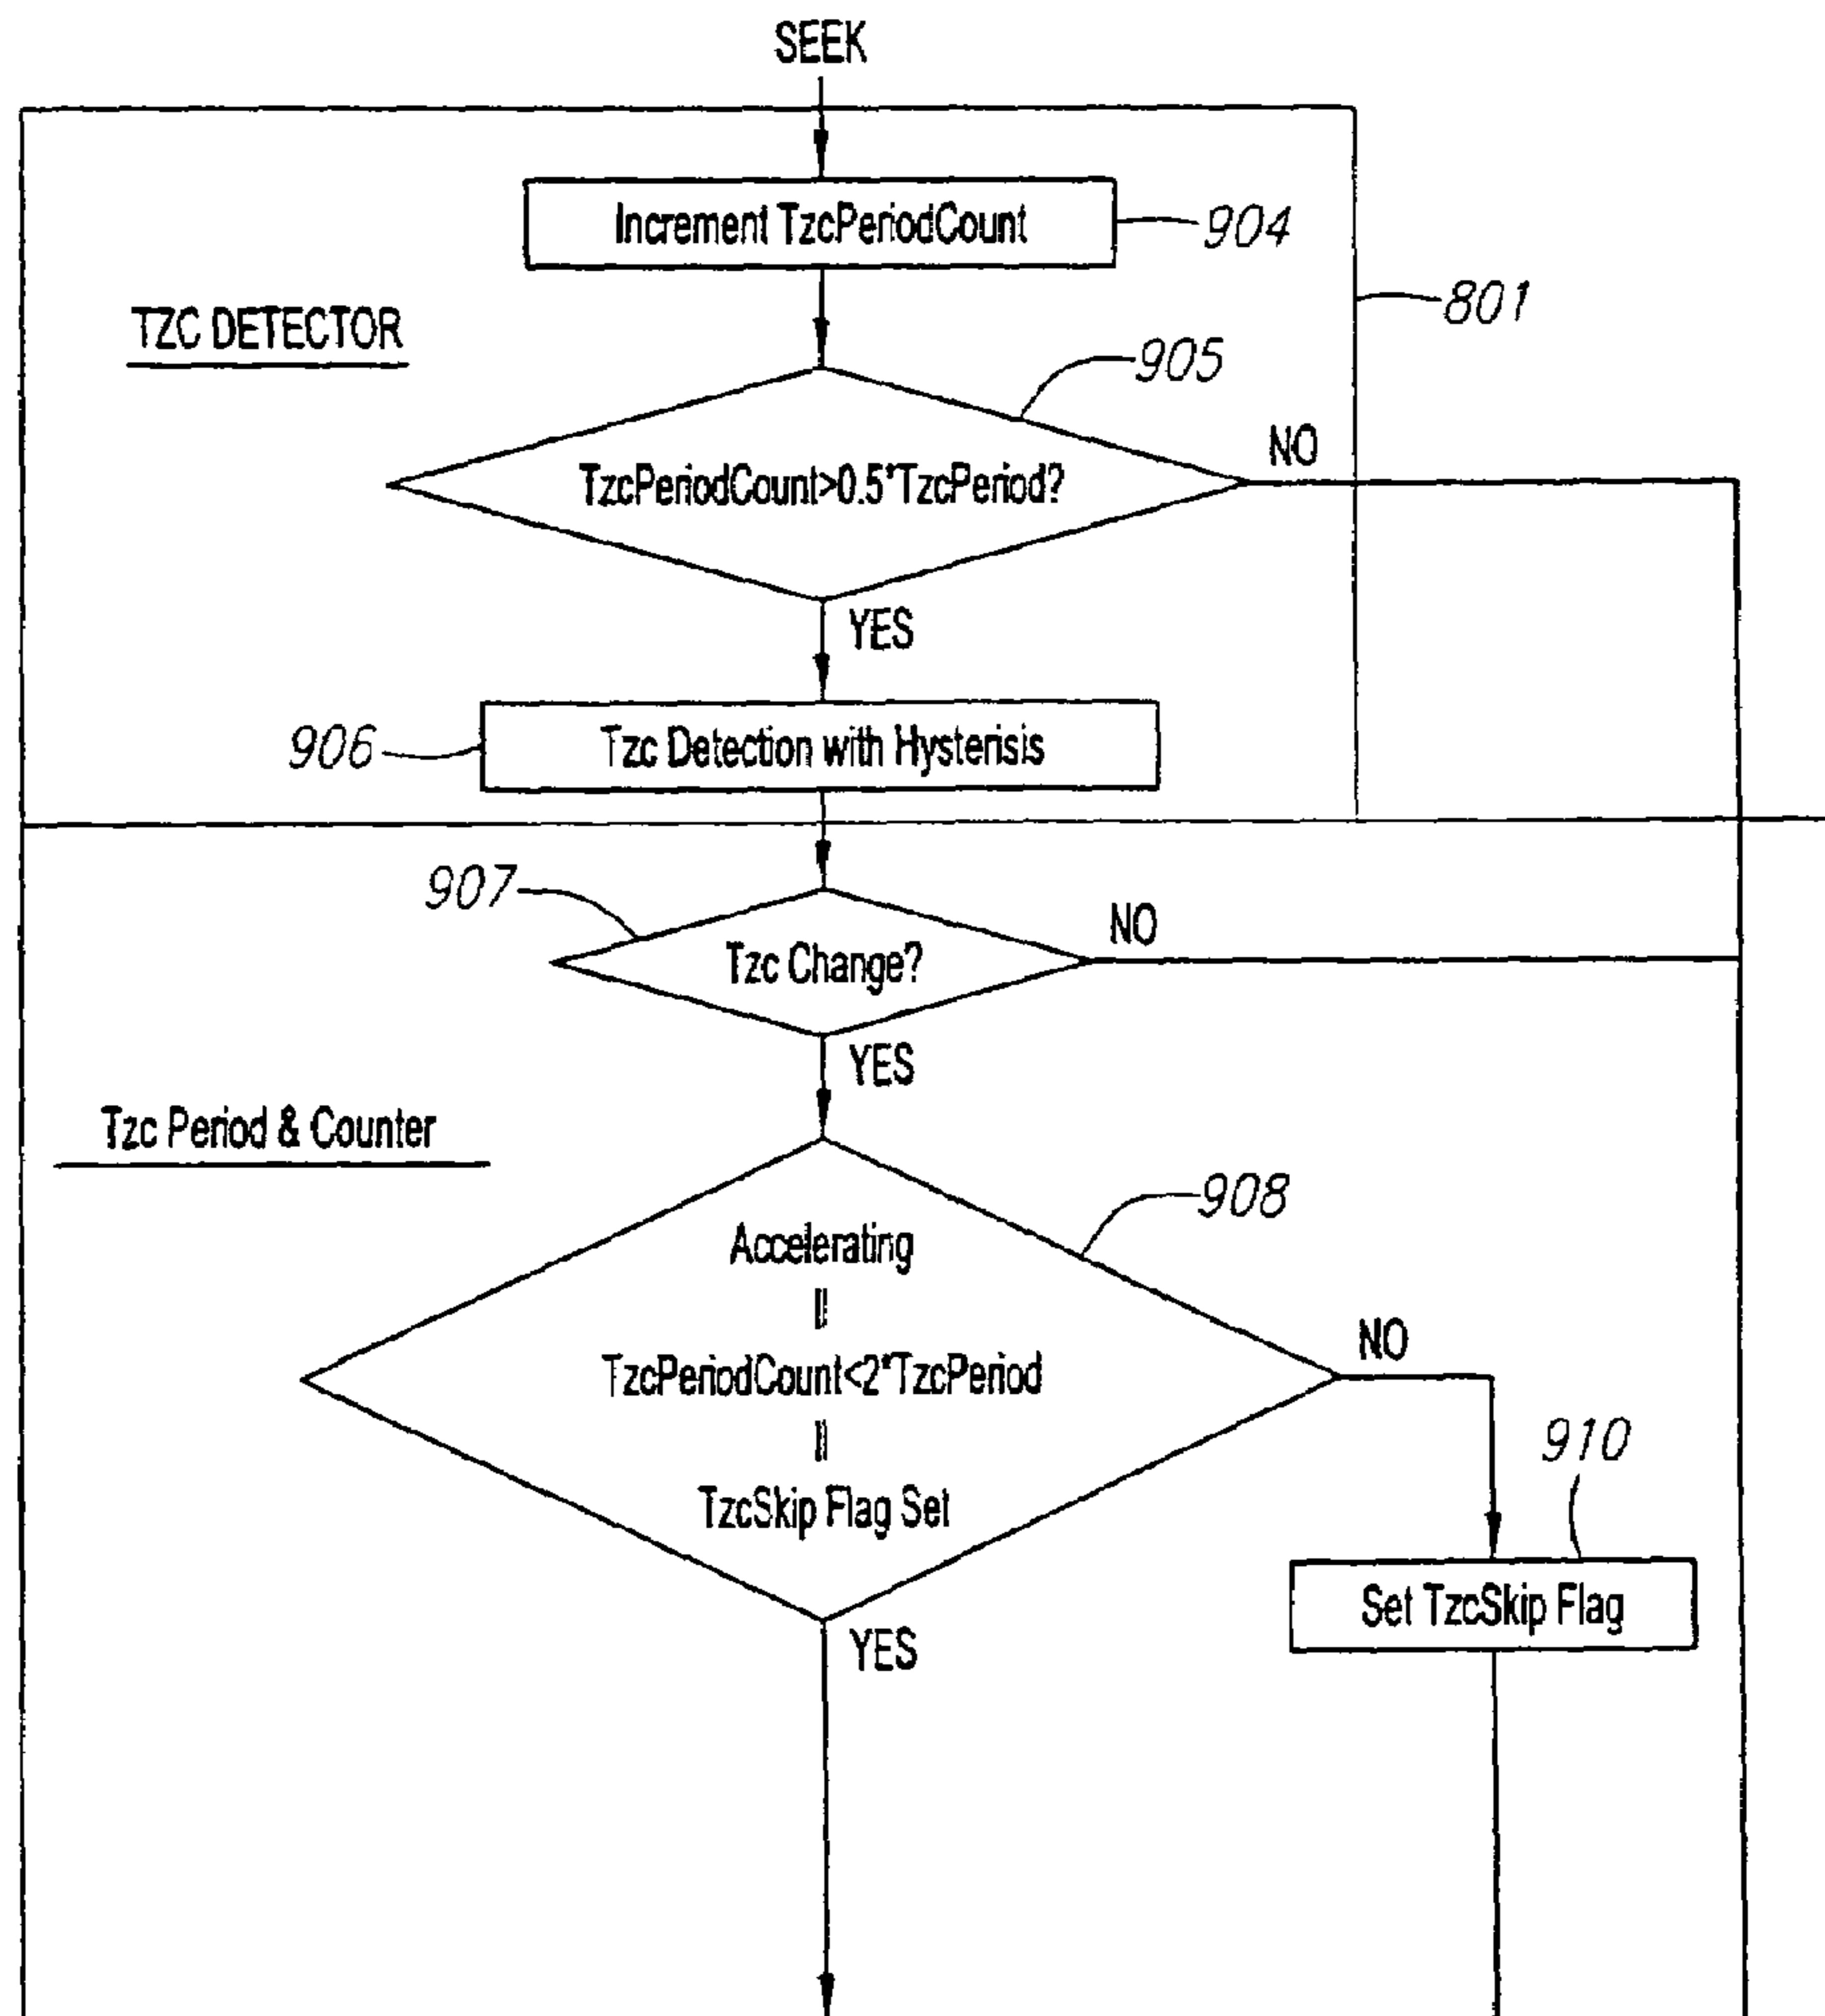 SEEK
Increment TzcPeriodCount
904
801
TZC DETECTOR
905
TzcPeriodCount>0.5*TzcPeriod?
NO
YES
906
Tzc Detection with Hysterisis
907
Tzc Change?
NO
YES
Tzc Period & Counter
908
Accelerating
||
TzcPeriodCount<2*TzcPeriod
||
TzcSkip Flag Set
NO
YES
910
Set TzcSkip Flag